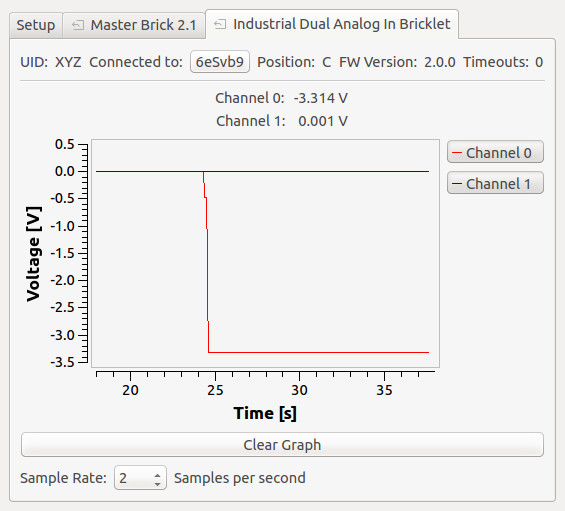 Setup Master Brick 2.1 Industrial Dual Analog In Bricklet
UID: XYZ Connected to: 6eSvb9 Position: C FW Version: 2.0.0 Timeouts: 0
Channel 0: -3.314 V
Channel 1: 0.001 V
0.5
0.0
-0.5
-1.0
-1.5
-2.0
-2.5
-3.0
-3.5
Voltage [V]
Channel 0
Channel 1
20 25 30 35
Time [s]
Clear Graph
Sample Rate: 2 Samples per second